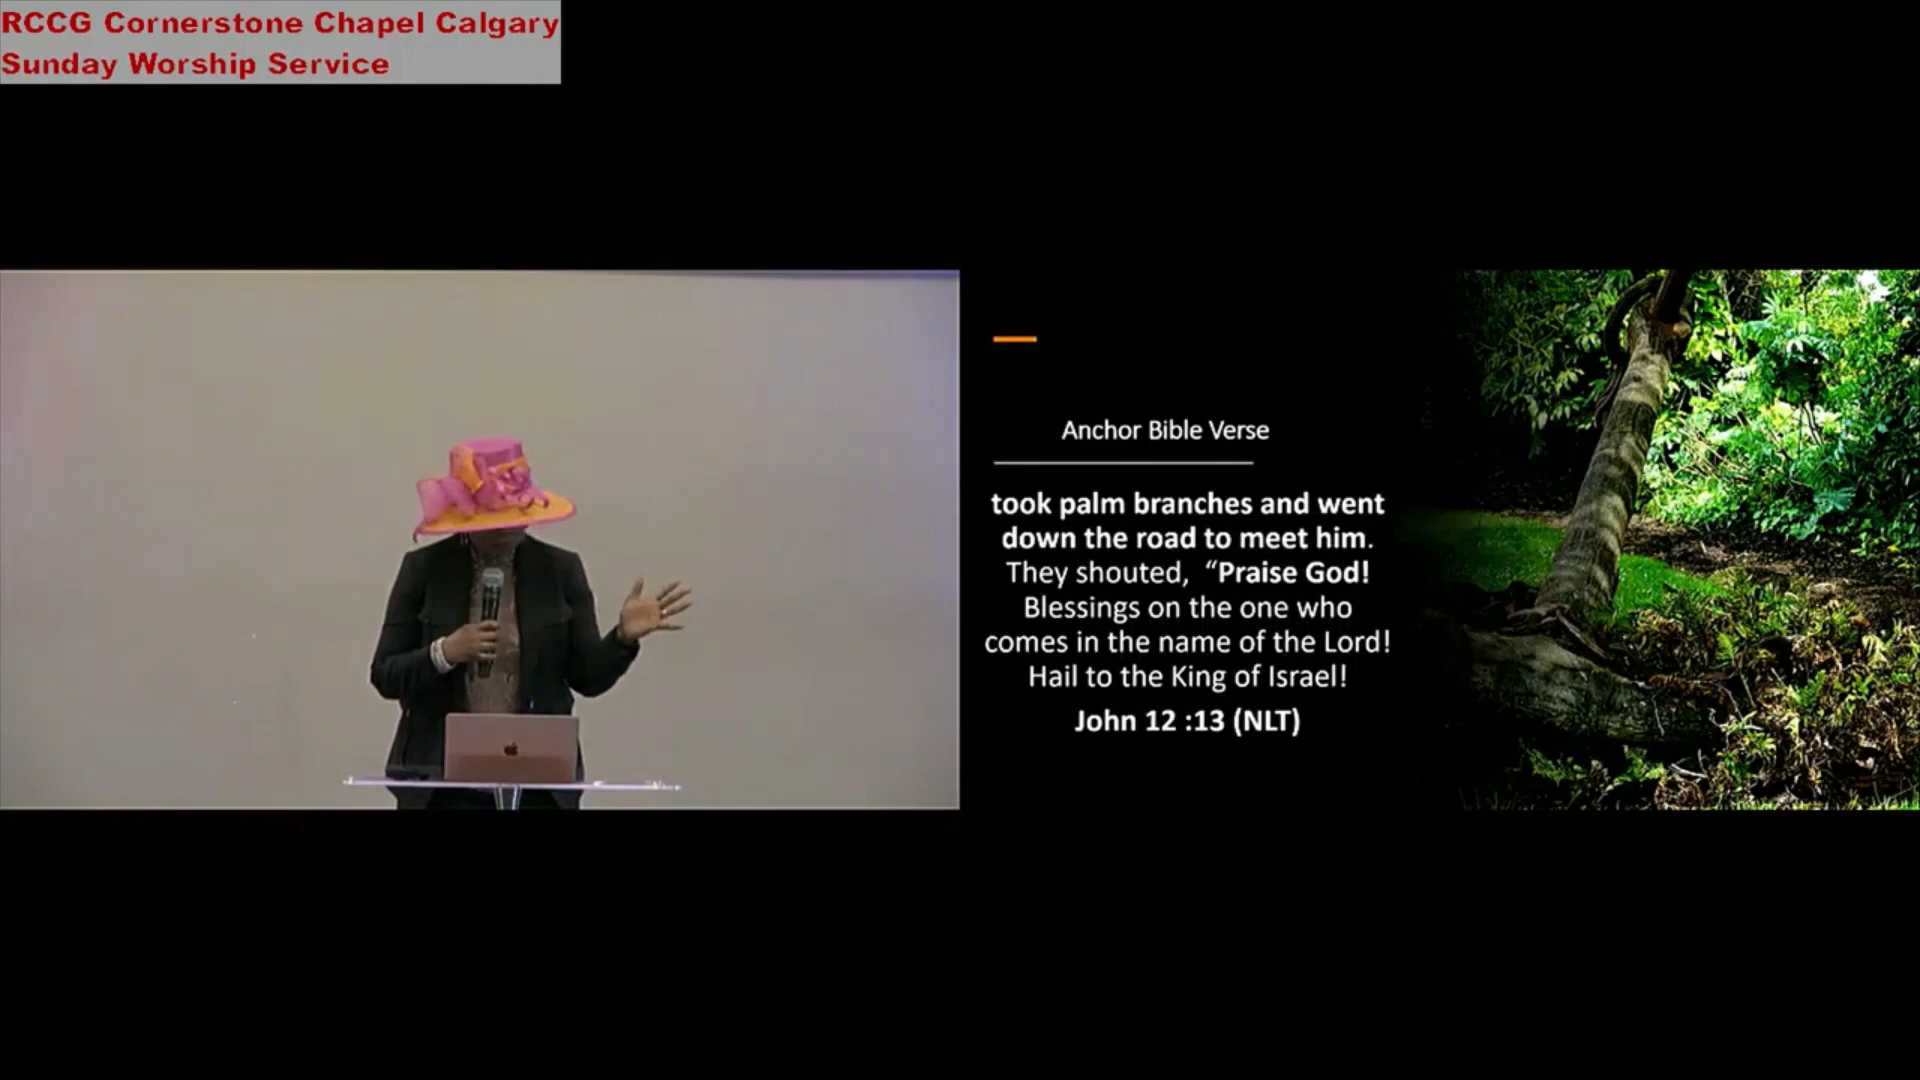 RCCG Cornerstone Chapel Calgary
Sunday Worship Service
Anchor Bible Verse
took palm branches and went
down the road to meet him.
They shouted, “Praise God!
Blessings on the one who
comes in the name of the Lord!
Hail to the King of Israel!
John 12 :13 (NLT)